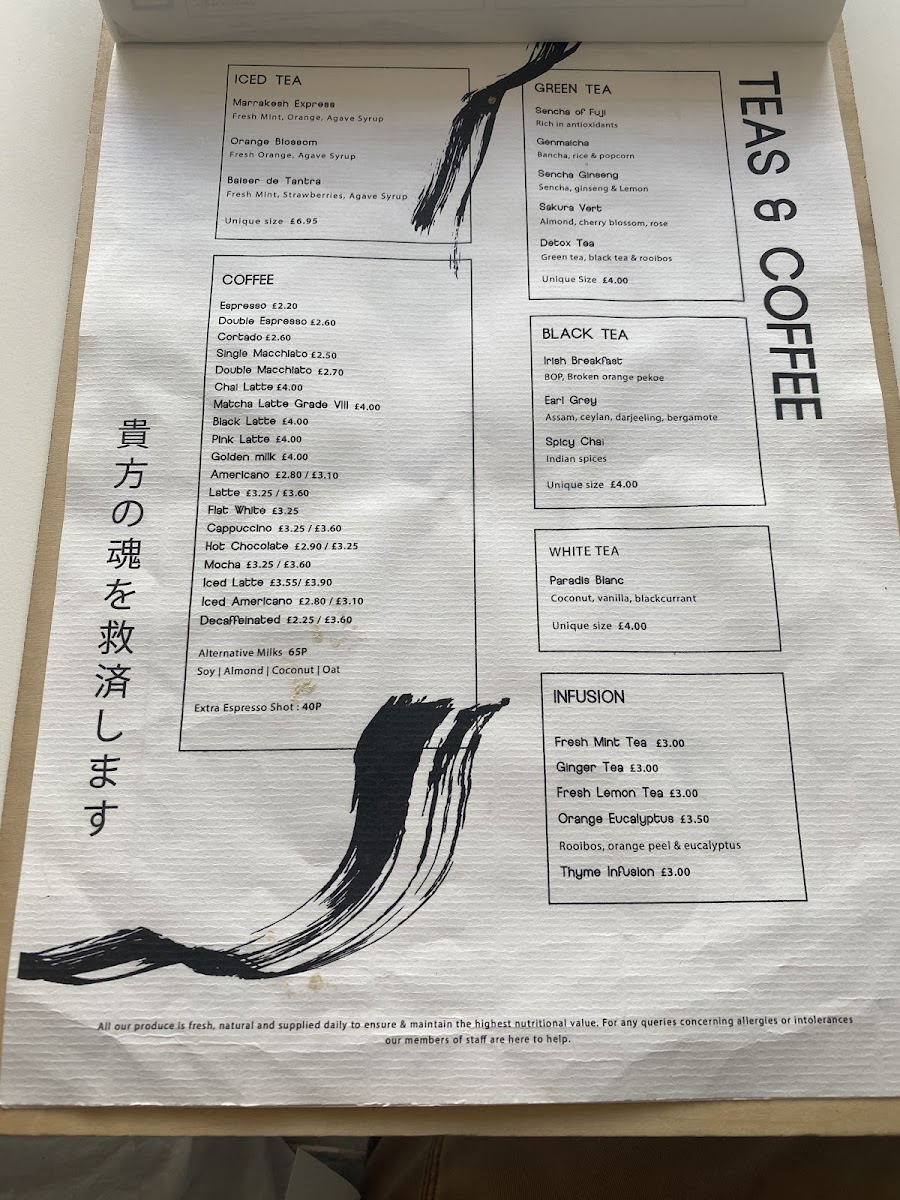 TEAS & COFFEE
ICED TEA
Marrakesh Express
Fresh Mint, Orange, Agave Syrup
Orange Blossom
Fresh Orange, Agave Syrup
Baiser de Tantra
Fresh Mint, Strawberries, Agave Syrup
Unique size £6.95
COFFEE
Espresso £2.20
Double Espresso £2.60
Cortado £2.60
Single Macchiato £2.50
Double Macchiato £2.70
Chai Latte £4.00
Matcha Latte Grade VIII £4.00
Black Latte £4.00
Pink Latte £4.00
Golden milk £4.00
Americano £2.80 / £3.10
Latte £3.25 / £3.60
Flat White £3.25
Cappuccino £3.25 / £3.60
Hot Chocolate £2.90 / £3.25
Mocha £3.25 / £3.60
Iced Latte £3.55/ £3.90
Iced Americano £2.80 / £3.10
Decaffeinated £2.25 / £3.60
Alternative Milks 65P
Soy | Almond | Coconut | Oat
Extra Espresso Shot : 40P
GREEN TEA
Sencha of Fuji
Rich in antioxidants
Genmaicha
Bancha, rice & popcorn
Sencha Ginseng
Sencha, ginseng & Lemon
Sakura Vert
Almond, cherry blossom, rose
Detox Tea
Green tea, black tea & rooibos
Unique Size £4.00
BLACK TEA
Irish Breakfast
BOP, Broken orange pekoe
Earl Grey
Assam, ceylan, darjeeling, bergamote
Spicy Chai
Indian spices
Unique size £4.00
WHITE TEA
Paradis Blanc
Coconut, vanilla, blackcurrant
Unique size £4.00
INFUSION
Fresh Mint Tea £3.00
Ginger Tea £3.00
Fresh Lemon Tea £3.00
Orange Eucalyptus £3.50
Rooibos, orange peel & eucalyptus
Thyme Infusion £3.00
貴方の魂を救済します
All our produce is fresh, natural and supplied daily to ensure & maintain the highest nutritional value. For any queries concerning allergies or intolerances
our members of staff are here to help.